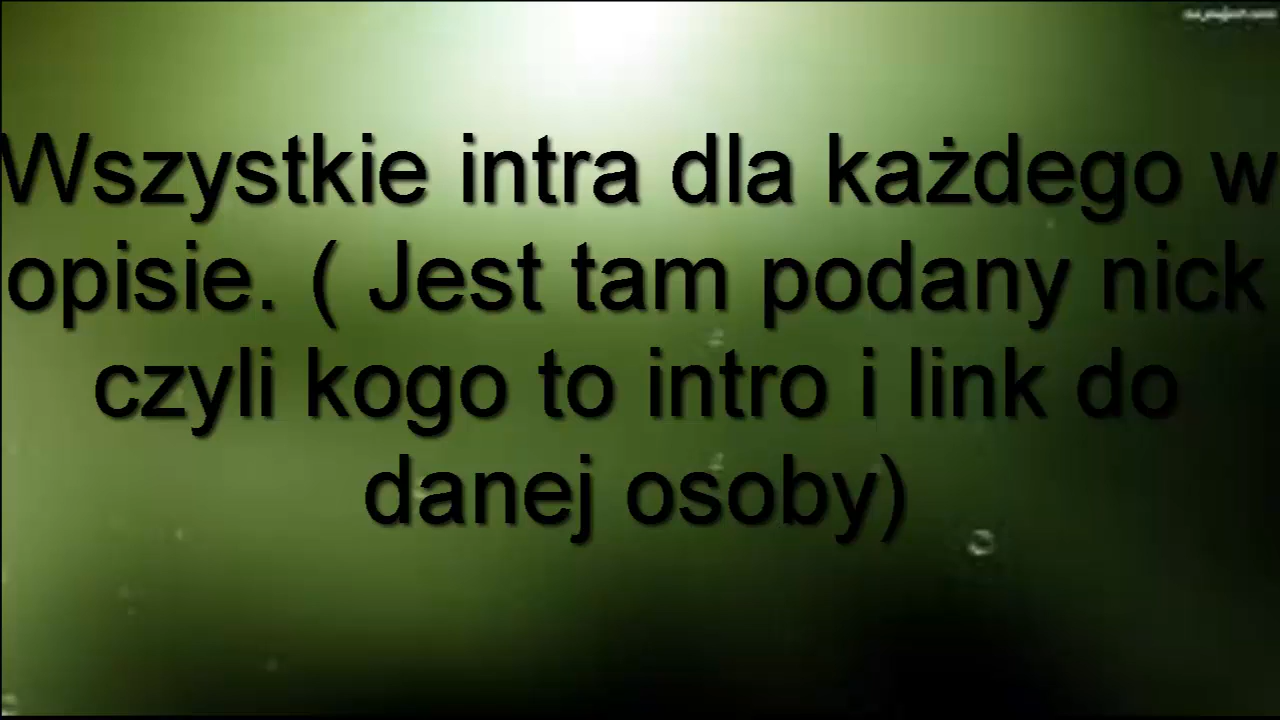 Wszystkie intra dla każdego w
opisie. ( Jest tam podany nick
czyli kogo to intro i link do
danej osoby)